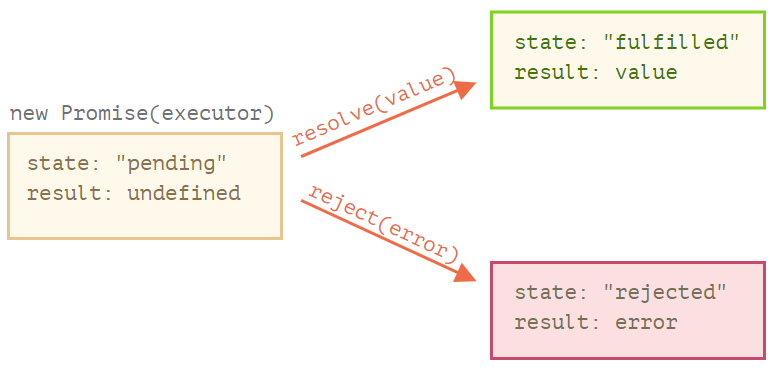 new Promise(executor)
state: "pending"
result: undefined
resolve(value)
reject(error)
state: "fulfilled"
result: value
state: "rejected"
result: error